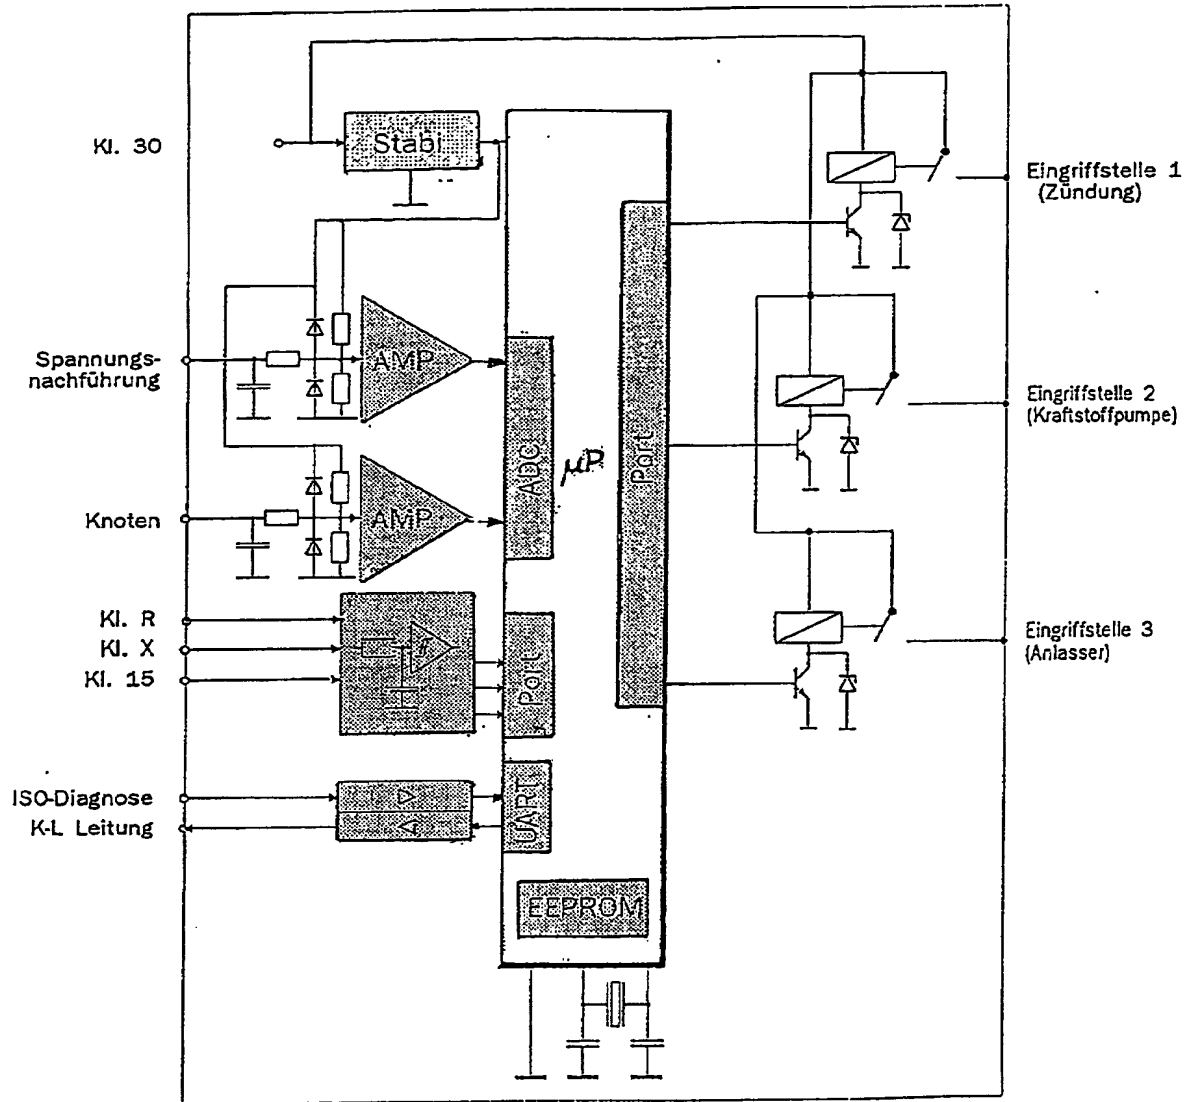 Kl. 30
Stabi
Eingriffstelle 1
(Zündung)
Spannungs-
nachführung
AMP
ADC
µP
Port
Eingriffstelle 2
(Kraftstoffpumpe)
Knoten
AMP
Kl. R
Kl. X
Kl. 15
Port
Eingriffstelle 3
(Anlasser)
ISO-Diagnose
K-L Leitung
UART
EEPROM